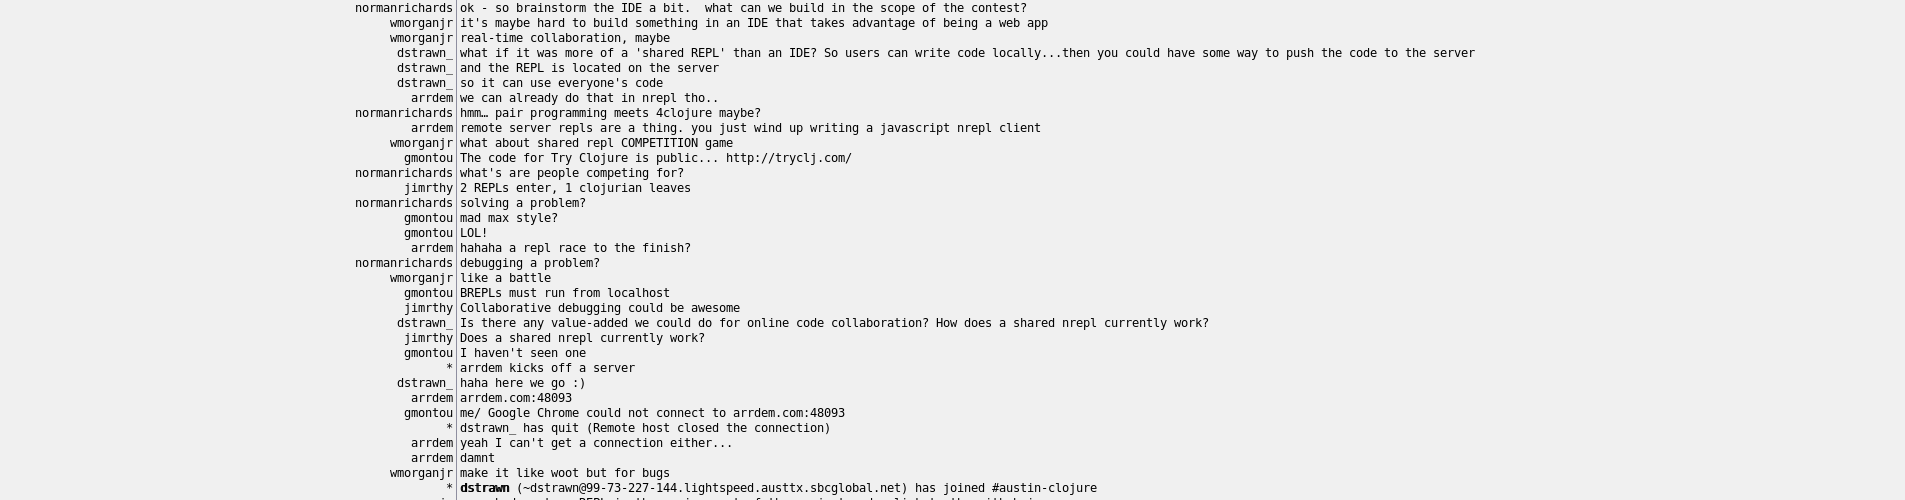 normanrichards ok - so brainstorm the IDE a bit.  what can we build in the scope of the contest?
wmorganjr it's maybe hard to build something in an IDE that takes advantage of being a web app
wmorganjr real-time collaboration, maybe
dstrawn_ what if it was more of a 'shared REPL' than an IDE? So users can write code locally...then you could have some way to push the code to the server
dstrawn_ and the REPL is located on the server
dstrawn_ so it can use everyone's code
arrdem we can already do that in nrepl tho..
normanrichards hmm… pair programming meets 4clojure maybe?
arrdem remote server repls are a thing. you just wind up writing a javascript nrepl client
wmorganjr what about shared repl COMPETITION game
gmontou The code for Try Clojure is public... http://tryclj.com/
normanrichards what's are people competing for?
jimrthy 2 REPLs enter, 1 clojurian leaves
normanrichards solving a problem?
gmontou mad max style?
gmontou LOL!
arrdem hahaha a repl race to the finish?
normanrichards debugging a problem?
wmorganjr like a battle
gmontou BREPLs must run from localhost
jimrthy Collaborative debugging could be awesome
dstrawn_ Is there any value-added we could do for online code collaboration? How does a shared nrepl currently work?
jimrthy Does a shared nrepl currently work?
gmontou I haven't seen one
* arrdem kicks off a server
dstrawn_ haha here we go :)
arrdem arrdem.com:48093
gmontou me/ Google Chrome could not connect to arrdem.com:48093
* dstrawn_ has quit (Remote host closed the connection)
arrdem yeah I can't get a connection either...
arrdem damnt
wmorganjr make it like woot but for bugs
* dstrawn (~dstrawn@99-73-227-144.lightspeed.austtx.sbcglobal.net) has joined #austin-clojure